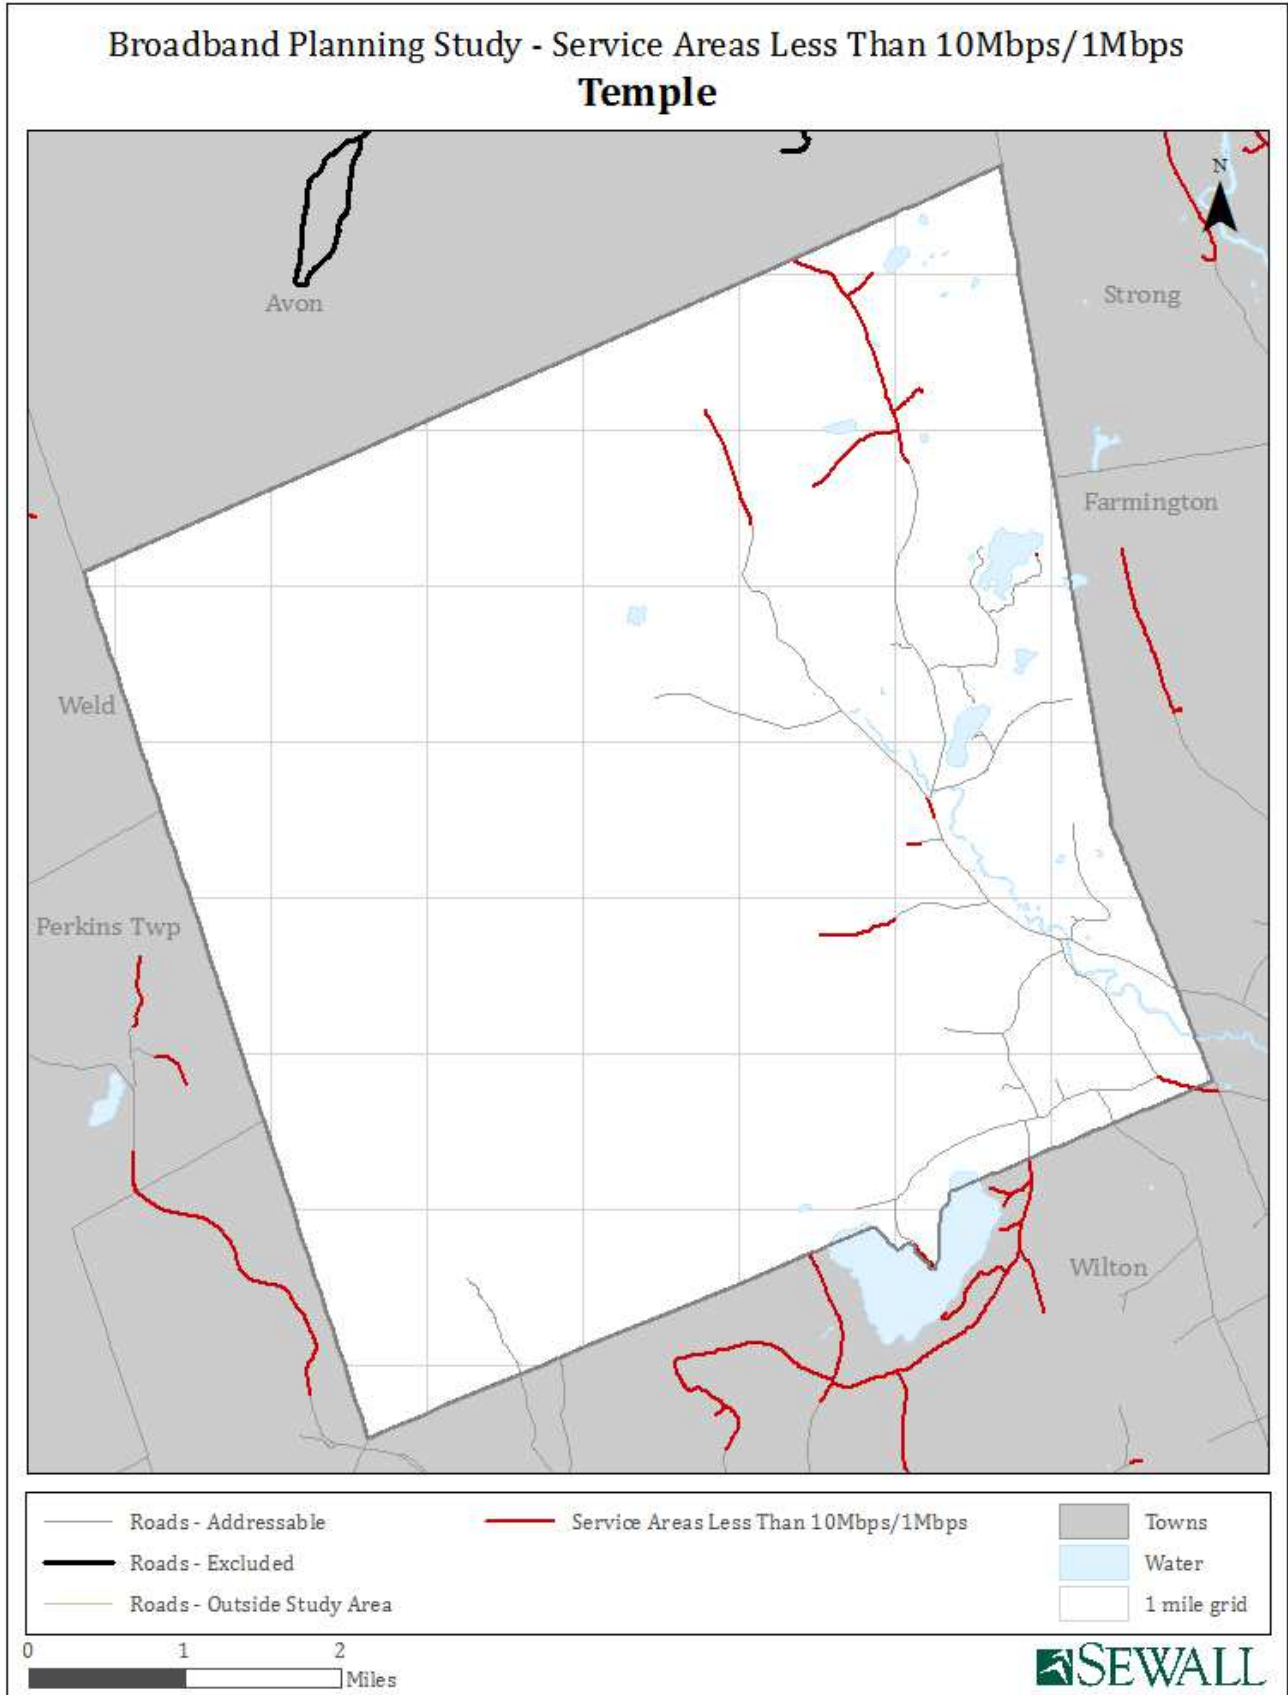 Broadband Planning Study - Service Areas Less Than 10Mbps/1Mbps
Temple
N
Avon
Strong
Farmington
Weld
Perkins Twp
Wilton
Roads - Addressable
Roads - Excluded
Roads - Outside Study Area
Service Areas Less Than 10Mbps/1Mbps
Towns
Water
1 mile grid
0 1 2
Miles
SEWALL